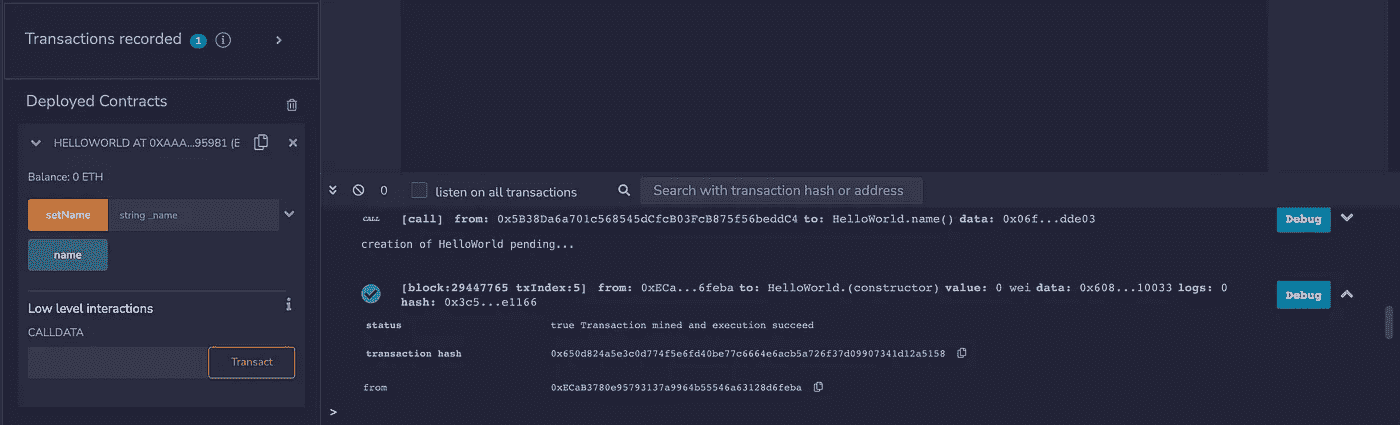 Transactions recorded 1 i
Deployed Contracts
HELLOWORLD AT 0XAAA...95981 (E
Balance: 0 ETH
setName string _name
name
Low level interactions i
CALLDATA
Transact
0 listen on all transactions Search with transaction hash or address
CALL [call] from: 0x5B38Da6a701c568545dCfcB03FcB875f56beddC4 to: HelloWorld.name() data: 0x06f...dde03 Debug
creation of HelloWorld pending...
[block:29447765 txIndex:5] from: 0xECa...6feba to: HelloWorld.(constructor) value: 0 wei data: 0x608...10033 logs: 0 Debug
hash: 0x3c5...e1166
status true Transaction mined and execution succeed
transaction hash 0x650d824a5e3c0d774f5e6fd40be77c6664e6acb5a726f37d09907341d12a5158
from 0xECaB3780e95793137a9964b55546a63128d6feba
>